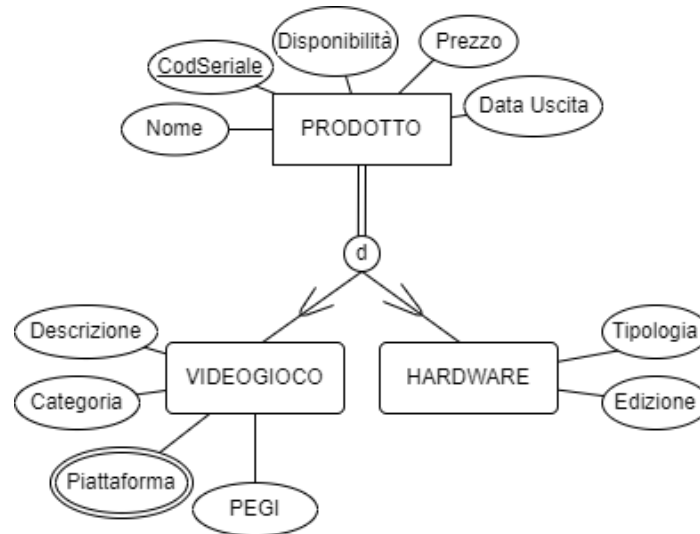 Disponibilità
Prezzo
CodSeriale
Data Uscita
Nome
PRODOTTO
d
Descrizione
Tipologia
VIDEOGIOCO
HARDWARE
Categoria
Edizione
Piattaforma
PEGI